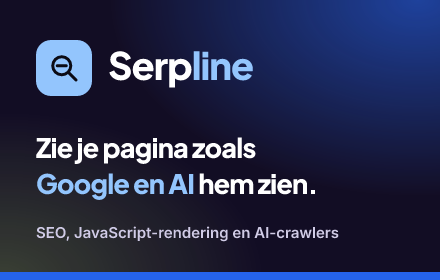 Serpline
Zie je pagina zoals
Google en AI hem zien.
SEO, JavaScript-rendering en AI-crawlers